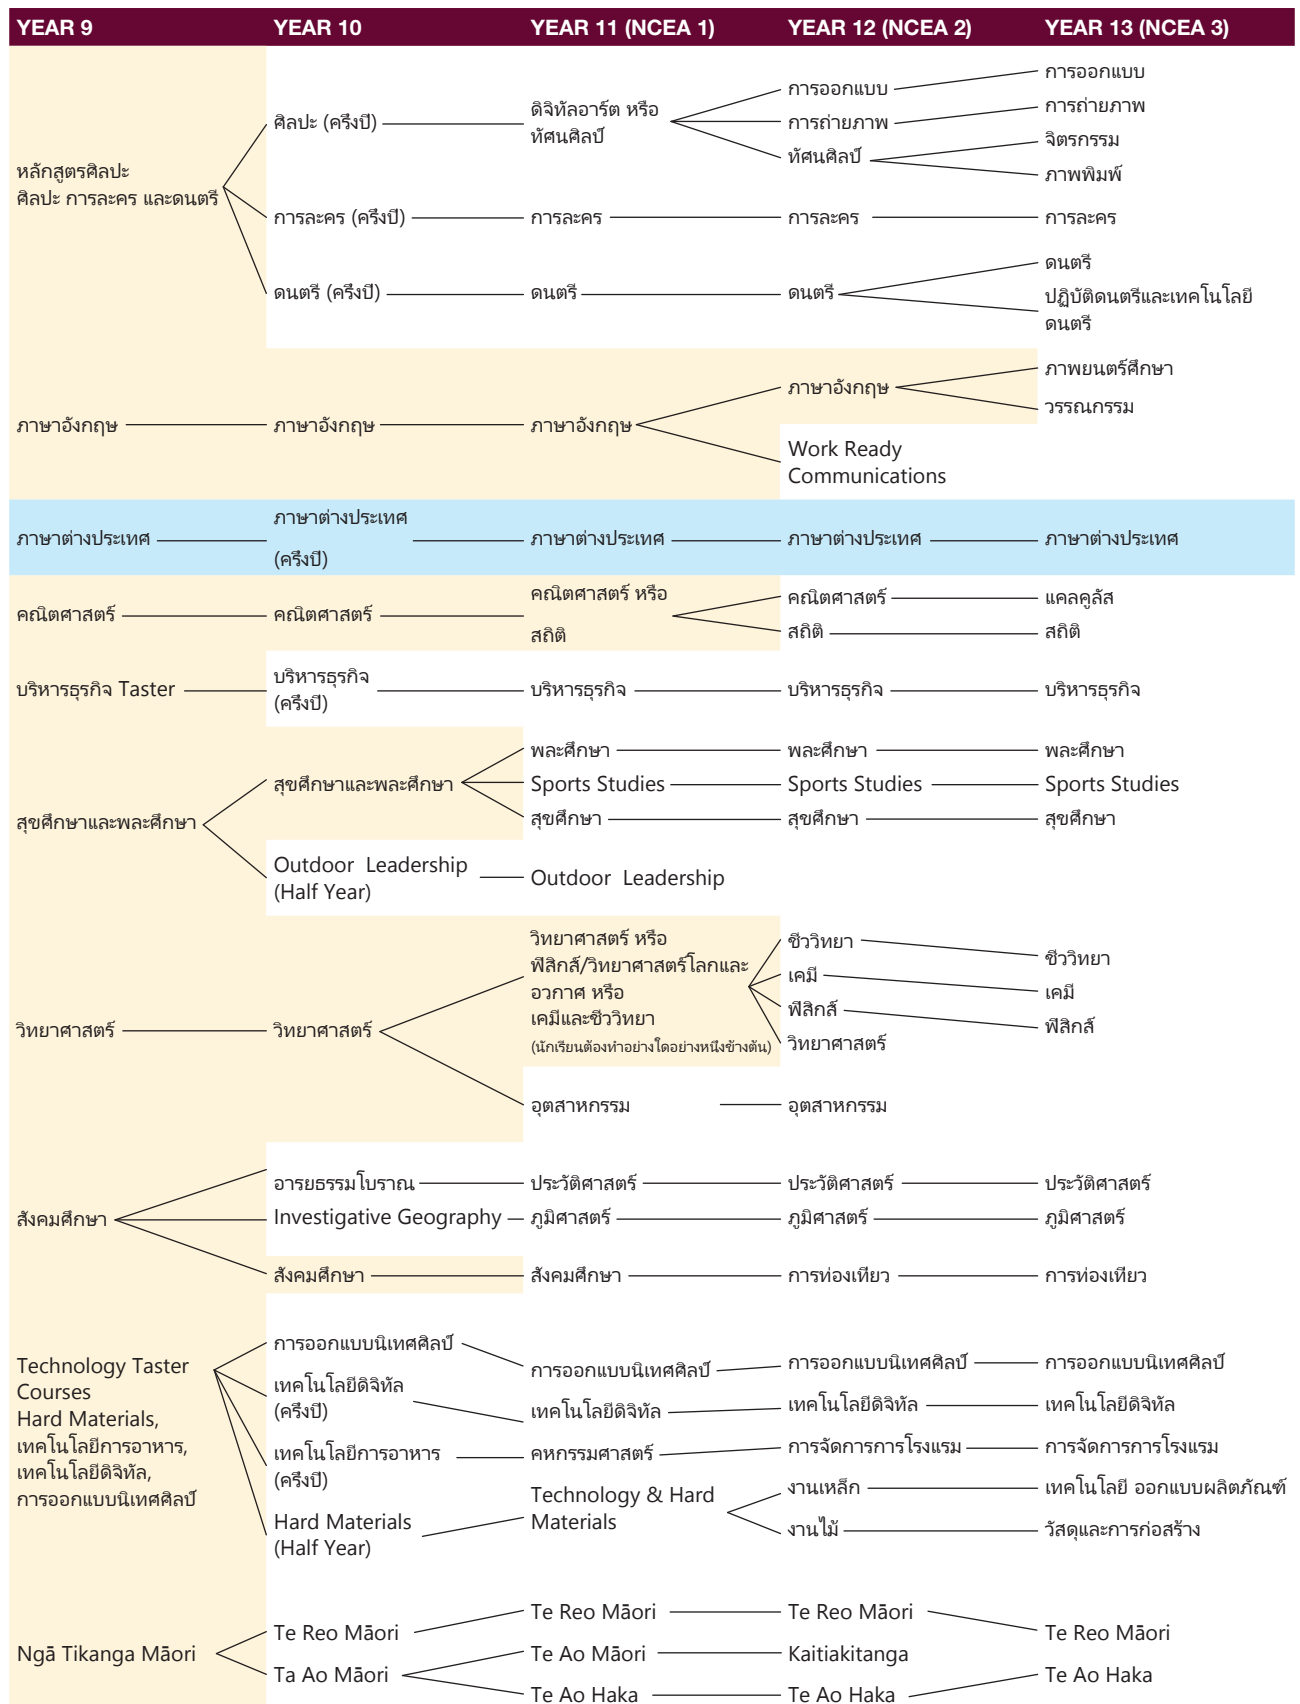 YEAR 9 YEAR 10 YEAR 11 (NCEA 1) YEAR 12 (NCEA 2) YEAR 13 (NCEA 3)
หลักสูตรศิลปะ
ศิลปะ การละคร และดนตรี
ศิลปะ (ครึ่งปี)
ดิจิทัลอาร์ต หรือ
ทัศนศิลป์
การออกแบบ
การถ่ายภาพ
ทัศนศิลป์
การออกแบบ
การถ่ายภาพ
จิตรกรรม
ภาพพิมพ์
การละคร (ครึ่งปี) การละคร การละคร การละคร
ดนตรี (ครึ่งปี) ดนตรี ดนตรี
ดนตรี
ปฏิบัติดนตรีและเทคโนโลยี
ดนตรี
ภาษาอังกฤษ ภาษาอังกฤษ ภาษาอังกฤษ
ภาษาอังกฤษ
Work Ready
Communications
ภาพยนตร์ศึกษา
วรรณกรรม
ภาษาต่างประเทศ
ภาษาต่างประเทศ
(ครึ่งปี)
ภาษาต่างประเทศ ภาษาต่างประเทศ ภาษาต่างประเทศ
คณิตศาสตร์ คณิตศาสตร์
คณิตศาสตร์ หรือ
สถิติ
คณิตศาสตร์ แคลคูลัส
สถิติ สถิติ
บริหารธุรกิจ Taster
บริหารธุรกิจ
(ครึ่งปี)
บริหารธุรกิจ บริหารธุรกิจ บริหารธุรกิจ
สุขศึกษาและพละศึกษา
สุขศึกษาและพละศึกษา
พละศึกษา พละศึกษา พละศึกษา
Sports Studies Sports Studies Sports Studies
สุขศึกษา สุขศึกษา สุขศึกษา
Outdoor Leadership
(Half Year)
Outdoor Leadership
วิทยาศาสตร์ วิทยาศาสตร์
วิทยาศาสตร์ หรือ
ฟิสิกส์/วิทยาศาสตร์โลกและ
อวกาศ หรือ
เคมีและชีววิทยา
(นักเรียนต้องทำอย่างใดอย่างหนึ่งข้างต้น)
ชีววิทยา
เคมี
ฟิสิกส์
วิทยาศาสตร์
ชีววิทยา
เคมี
ฟิสิกส์
อุตสาหกรรม อุตสาหกรรม
สังคมศึกษา
อารยธรรมโบราณ ประวัติศาสตร์ ประวัติศาสตร์ ประวัติศาสตร์
Investigative Geography ภูมิศาสตร์ ภูมิศาสตร์ ภูมิศาสตร์
สังคมศึกษา สังคมศึกษา การท่องเที่ยว การท่องเที่ยว
Technology Taster
Courses
Hard Materials,
เทคโนโลยีการอาหาร,
เทคโนโลยีดิจิทัล,
การออกแบบนิเทศศิลป์
การออกแบบนิเทศศิลป์
เทคโนโลยีดิจิทัล
(ครึ่งปี)
เทคโนโลยีการอาหาร
(ครึ่งปี)
Hard Materials
(Half Year)
การออกแบบนิเทศศิลป์
เทคโนโลยีดิจิทัล
คหกรรมศาสตร์
Technology & Hard
Materials
การออกแบบนิเทศศิลป์
เทคโนโลยีดิจิทัล
การจัดการการโรงแรม
งานเหล็ก
งานไม้
การออกแบบนิเทศศิลป์
เทคโนโลยีดิจิทัล
การจัดการการโรงแรม
เทคโนโลยี ออกแบบผลิตภัณฑ์
วัสดุและการก่อสร้าง
Ngā Tikanga Māori
Te Reo Māori
Ta Ao Māori
Te Reo Māori
Te Ao Māori
Te Ao Haka
Te Reo Māori
Kaitiakitanga
Te Ao Haka
Te Reo Māori
Te Ao Haka